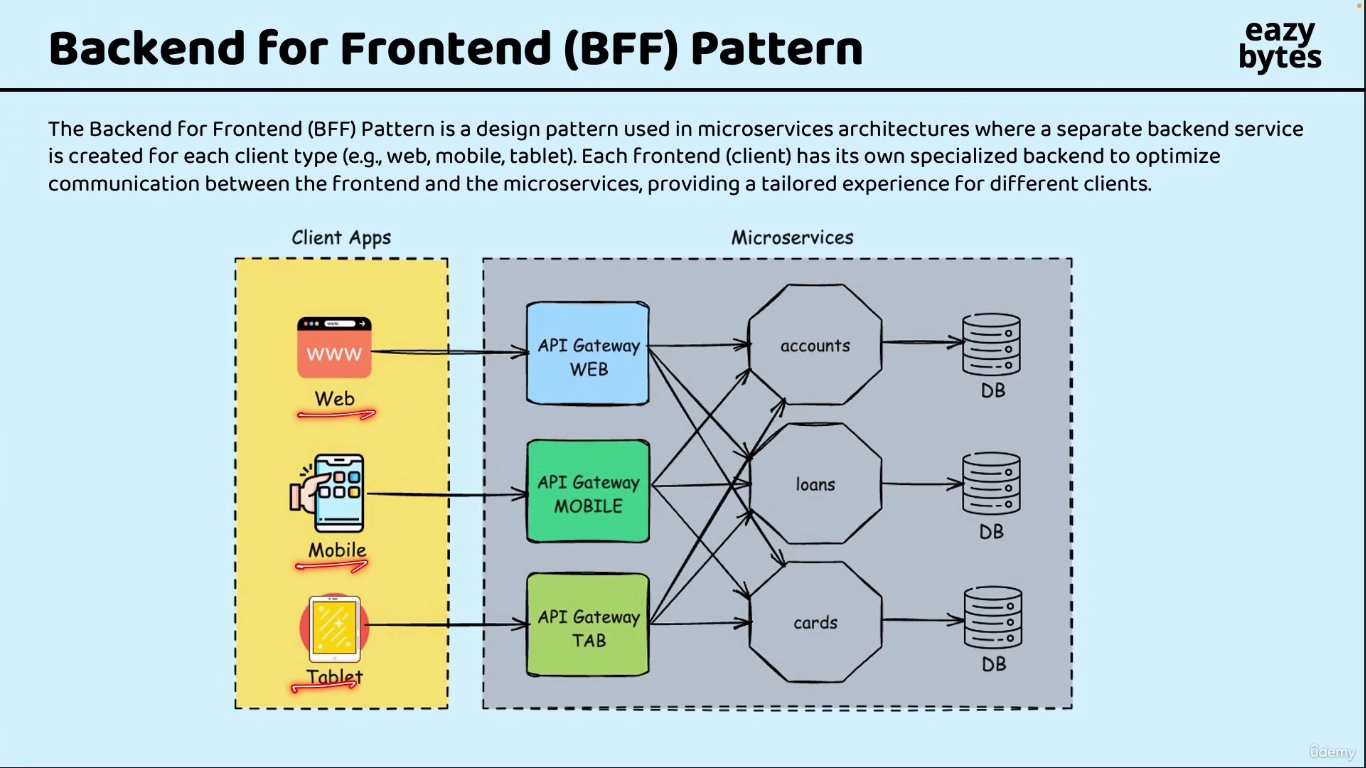 Backend for Frontend (BFF) Pattern
eazy
bytes
The Backend for Frontend (BFF) Pattern is a design pattern used in microservices architectures where a separate backend service
is created for each client type (e.g., web, mobile, tablet). Each frontend (client) has its own specialized backend to optimize
communication between the frontend and the microservices, providing a tailored experience for different clients.
Client Apps
Microservices
www
WWW
Web
API Gateway
WEB
accounts
DB
Mobile
API Gateway
MOBILE
loans
DB
Tablet
API Gateway
TAB
cards
DB
ûdemy